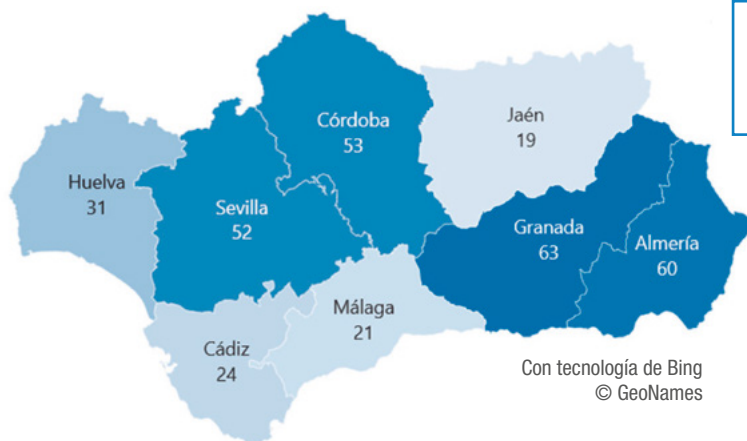 Córdoba
53
Jaén
19
Huelva
31
Sevilla
52
Granada
63
Almería
60
Málaga
21
Cádiz
24
Con tecnología de Bing
© GeoNames